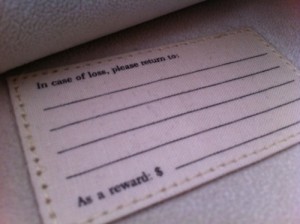 In case of loss, please return to:
As a reward: $